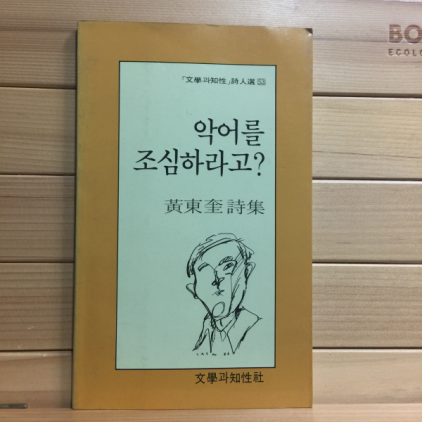 「文學과知性」詩人選 53
악어를
조심하라고?
黃東奎 詩集
文學과知性社